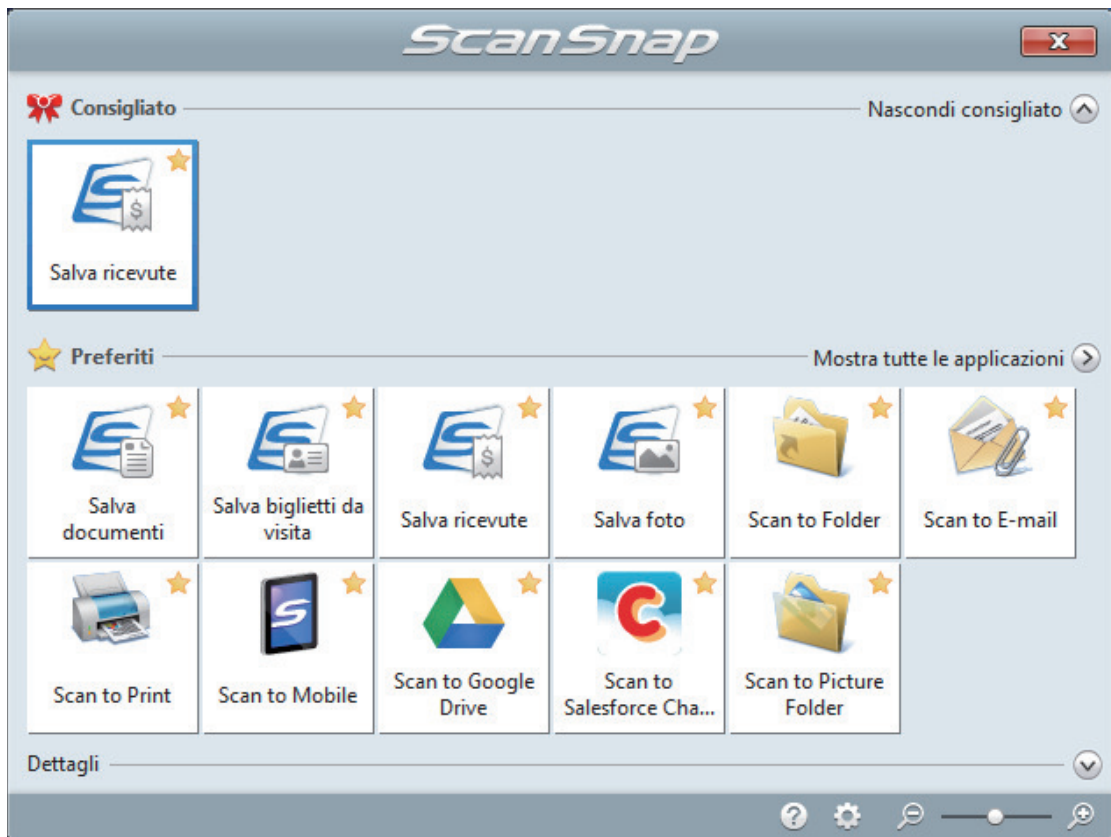 ScanSnap
Consigliato
Nascondi consigliato
Salva ricevute
Preferiti
Mostra tutte le applicazioni
Salva
documenti
Salva biglietti da
visita
Salva ricevute
Salva foto
Scan to Folder
Scan to E-mail
Scan to Print
Scan to Mobile
Scan to Google
Drive
Scan to
Salesforce Cha...
Scan to Picture
Folder
Dettagli